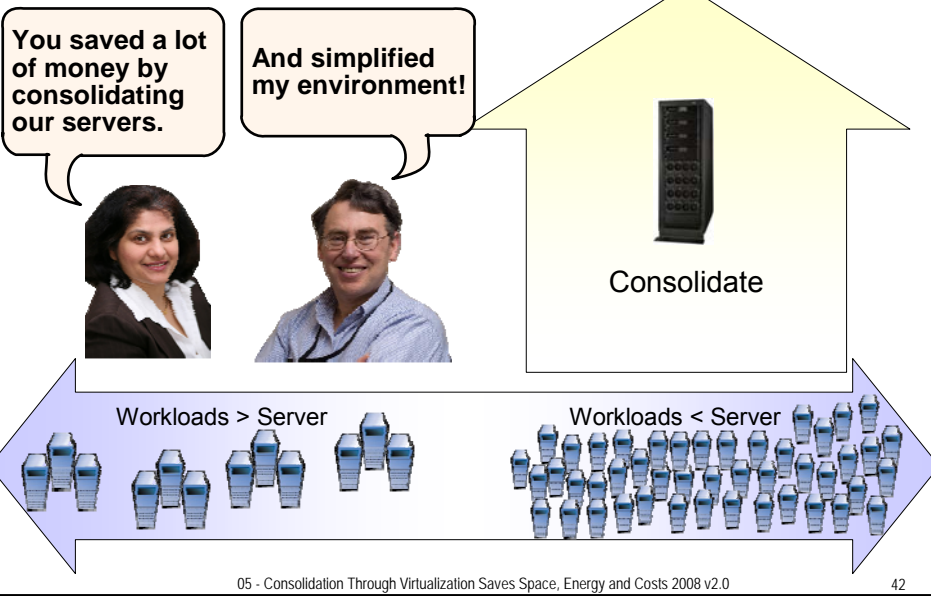 You saved a lot
of money by
consolidating
our servers.
And simplified
my environment!
Consolidate
Workloads > Server
Workloads < Server
05 - Consolidation Through Virtualization Saves Space, Energy and Costs 2008 v2.0
42